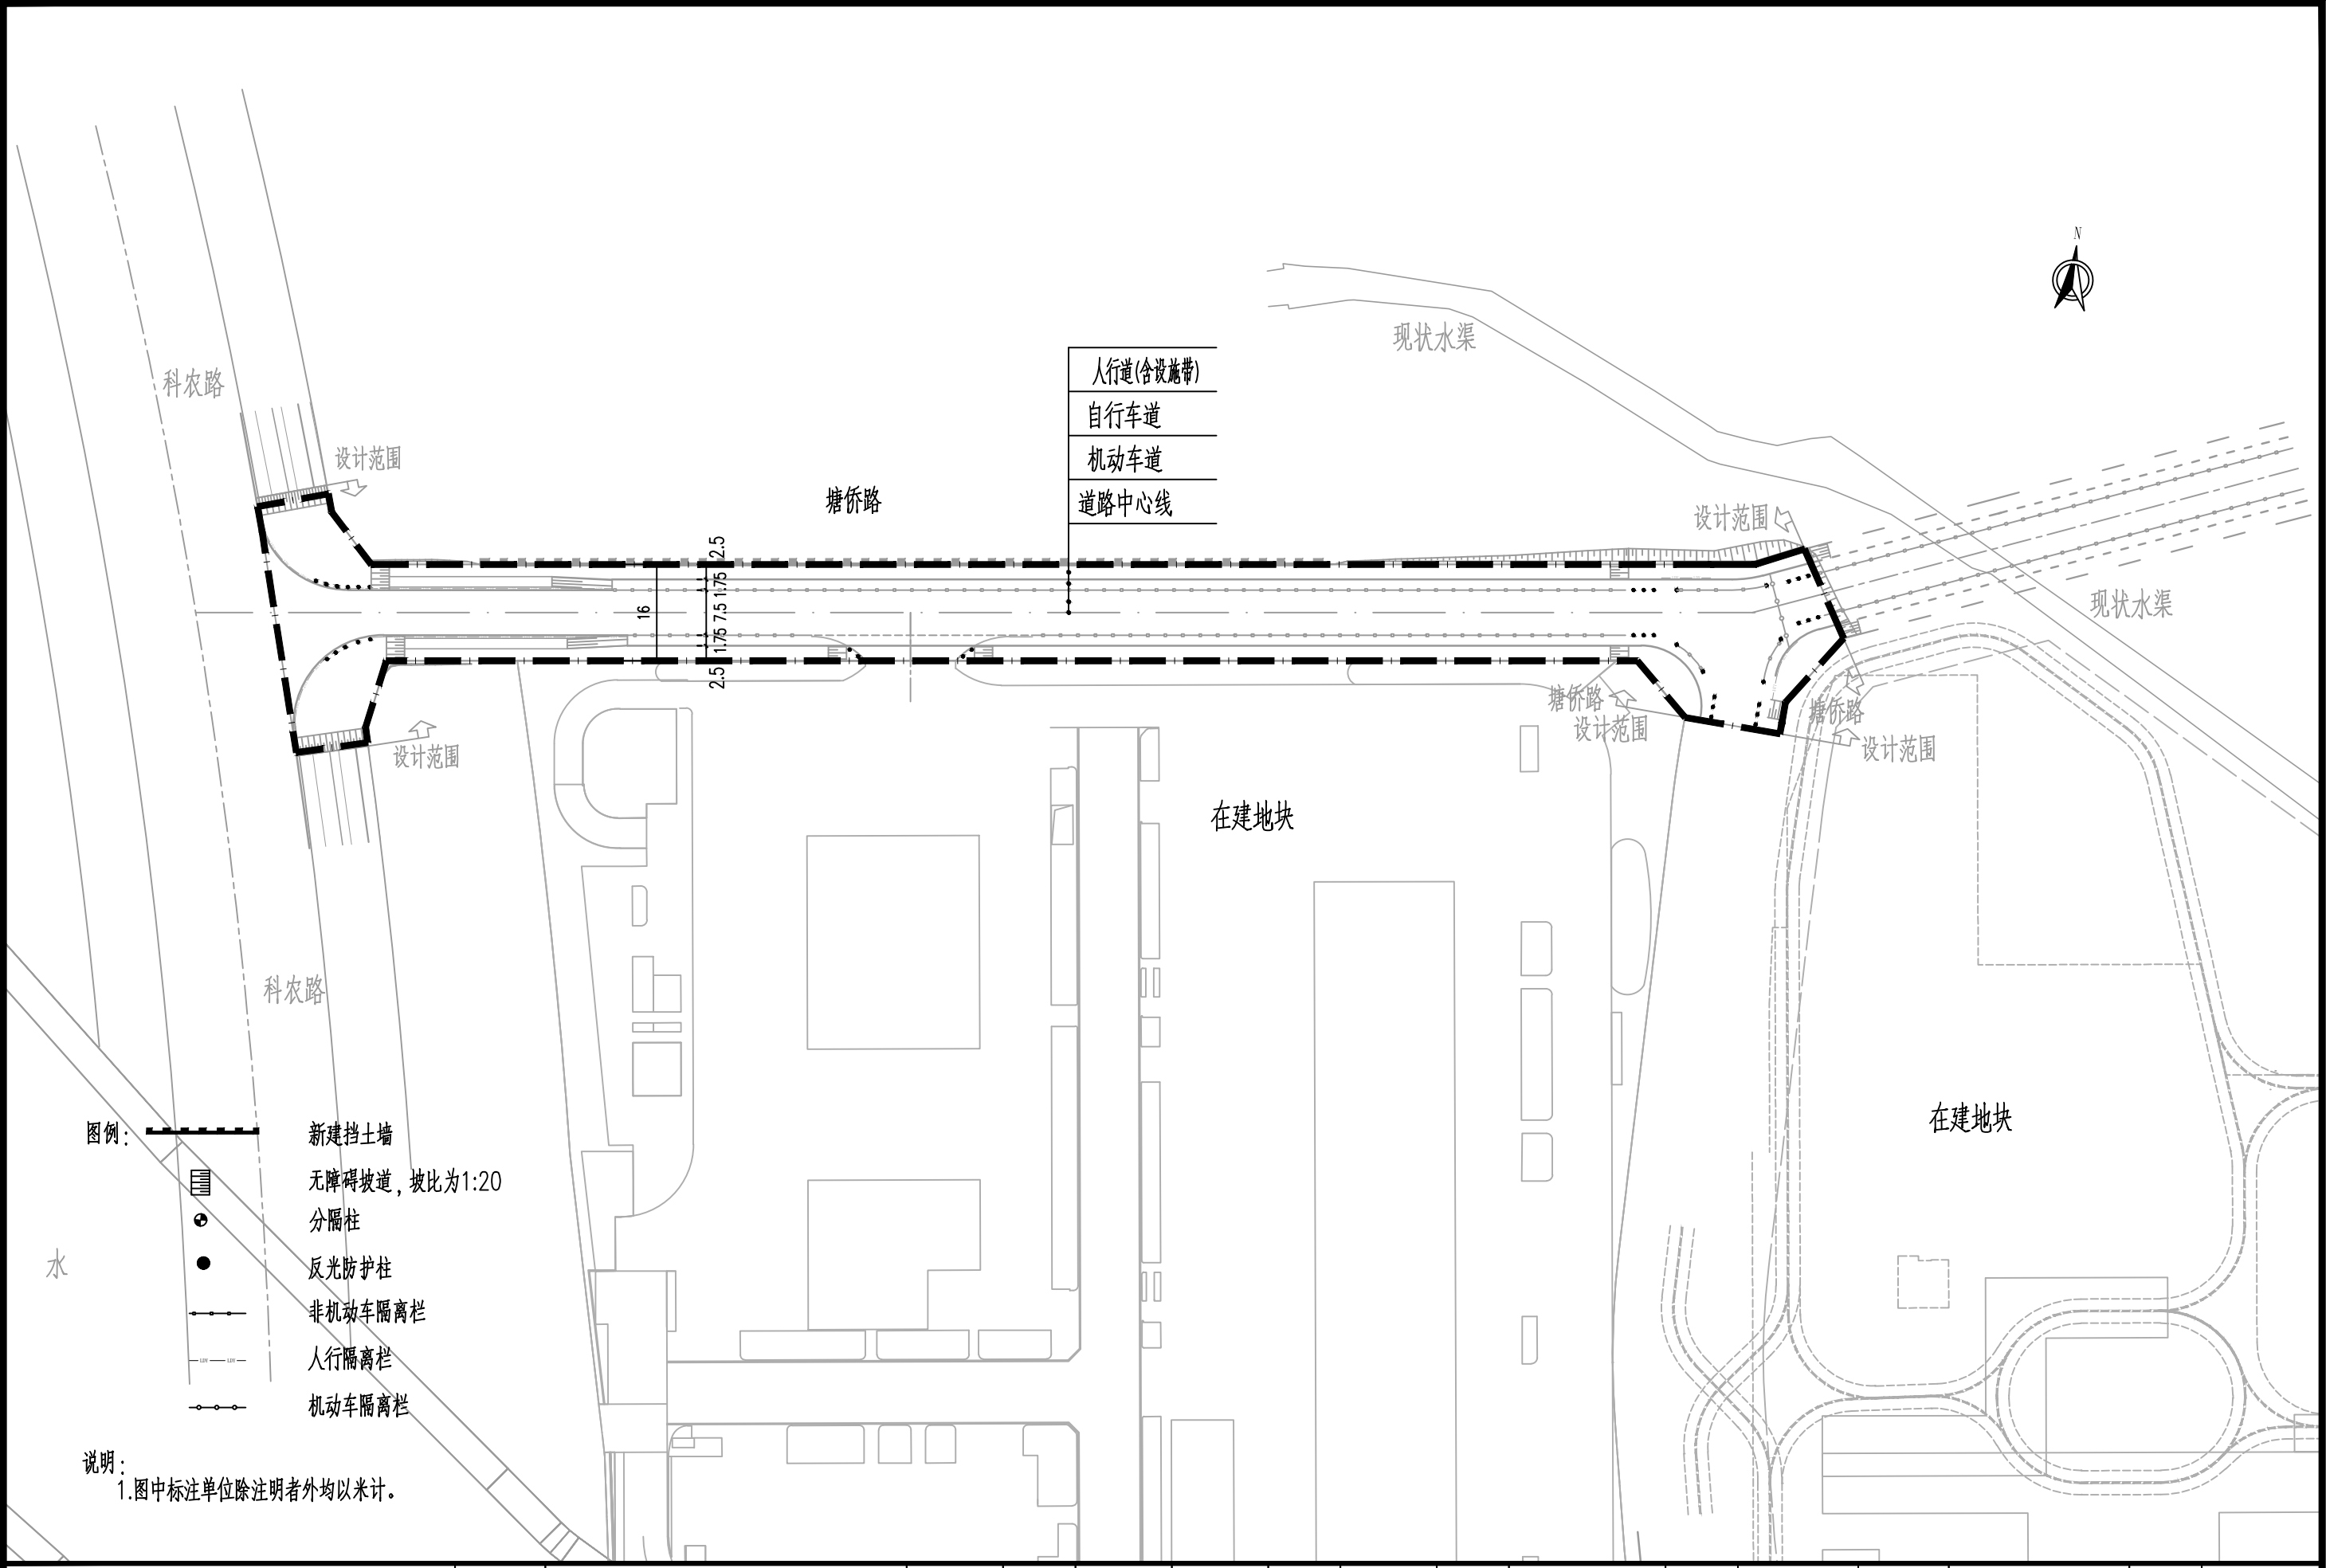 N
现状水渠
科农路
人行道(含设施带)
自行车道
机动车道
道路中心线
设计范围
塘侨路
设计范围
2.5
1.75
16
7.5
1.75
2.5
现状水渠
塘侨路
设计范围
塘侨路
设计范围
设计范围
在建地块
科农路
在建地块
图例：
新建挡土墙
无障碍坡道，坡比为1:20
分隔柱
水
反光防护柱
非机动车隔离栏
人行隔离栏
机动车隔离栏
说明：
1.图中标注单位除注明者外均以米计。